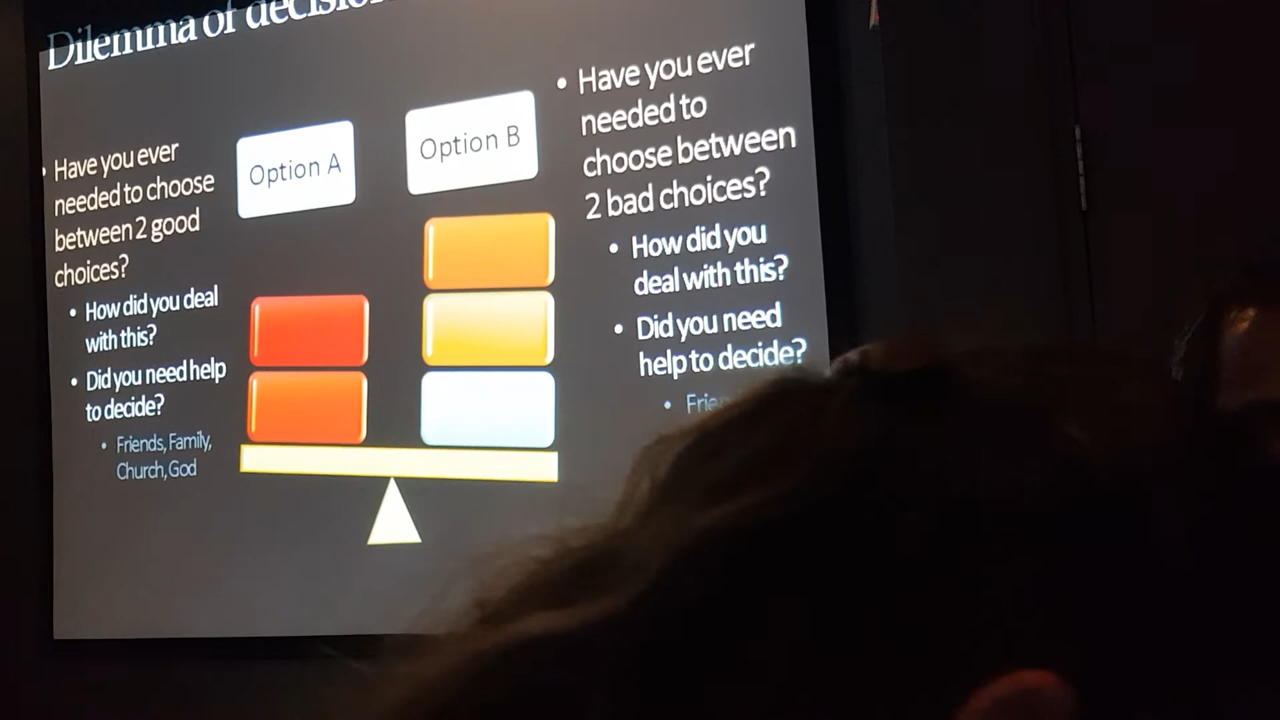 Dilemma of
Have you ever
needed to choose
between 2 good
choices?
• How did you deal
with this?
• Did you need help
to decide?
• Friends, Family,
Church, God
Option A
Option B
• Have you ever
needed to
choose between
2 bad choices?
• How did you
deal with this?
• Did you need
help to decide?